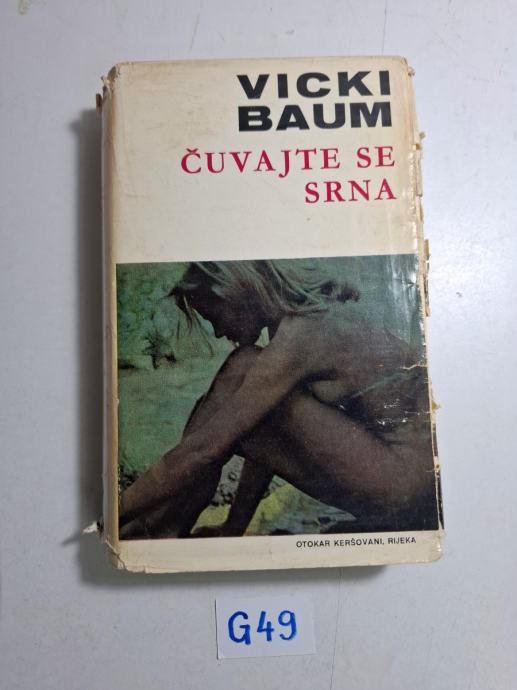 VICKI
BAUM
ČUVAJTE SE
SRNA
OTOKAR KERŠOVANI, RIJEKA
G49